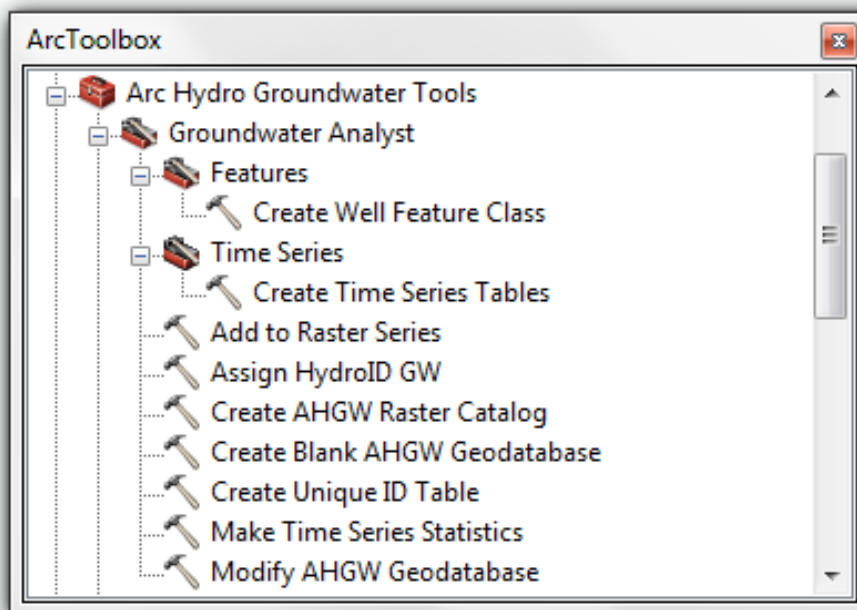 ArcToolbox
Arc Hydro Groundwater Tools
Groundwater Analyst
Features
Create Well Feature Class
Time Series
Create Time Series Tables
Add to Raster Series
Assign HydroID GW
Create AHGW Raster Catalog
Create Blank AHGW Geodatabase
Create Unique ID Table
Make Time Series Statistics
Modify AHGW Geodatabase